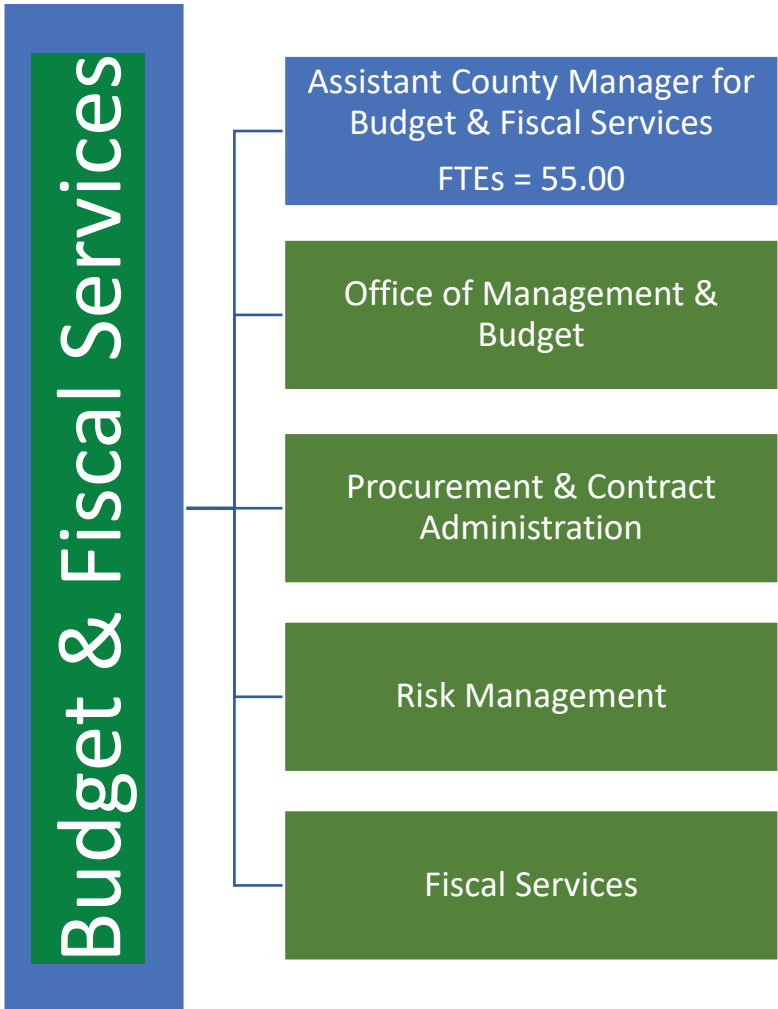 Budget & Fiscal Services
Assistant County Manager for
Budget & Fiscal Services
FTEs = 55.00
Office of Management &
Budget
Procurement & Contract
Administration
Risk Management
Fiscal Services